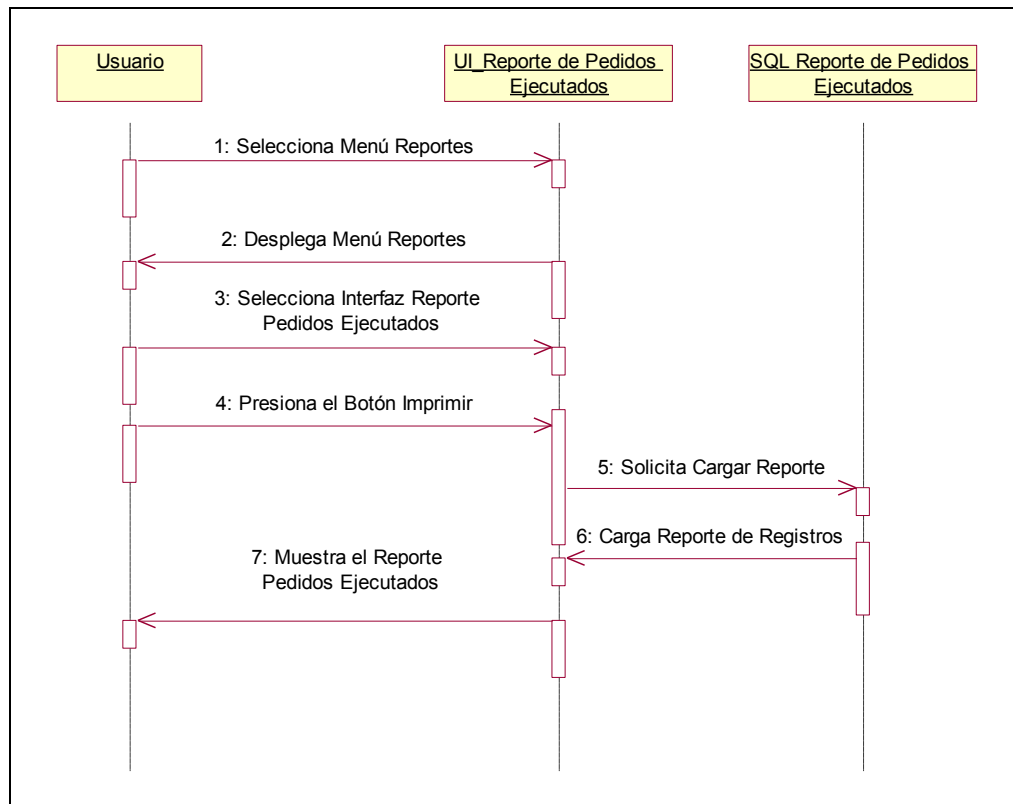 Usuario
UI_Reporte de Pedidos
Ejecutados
SQL Reporte de Pedidos
Ejecutados
1: Selecciona Menú Reportes
2: Desplega Menú Reportes
3: Selecciona Interfaz Reporte
Pedidos Ejecutados
4: Presiona el Botón Imprimir
5: Solicita Cargar Reporte
6: Carga Reporte de Registros
7: Muestra el Reporte
Pedidos Ejecutados